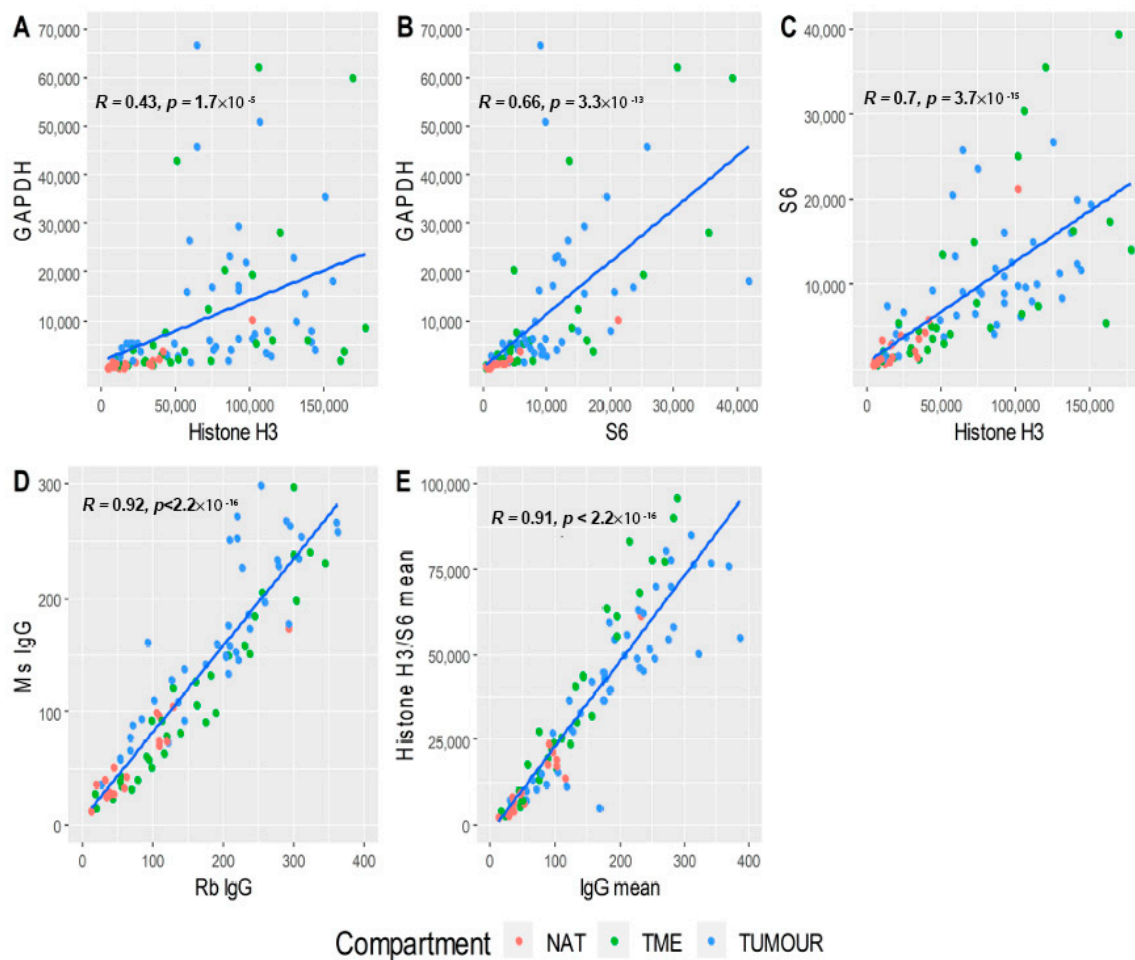 A
B
C
70,000
60,000
50,000
40,000
30,000
20,000
10,000
GAPDH
R = 0.43, p = 1.7×10 -5
0
50,000
100,000
150,000
Histone H3
70,000
60,000
50,000
40,000
30,000
20,000
10,000
GAPDH
R = 0.66, p = 3.3×10 -13
0
10,000
20,000
30,000
40,000
S6
40,000
30,000
20,000
10,000
0
S6
R = 0.7, p = 3.7×10 -15
0
50,000
100,000
150,000
Histone H3
D
E
300
200
100
0
Ms IgG
R = 0.92, p<2.2×10 -16
0
100
200
300
400
Rb IgG
100,000
75,000
50,000
25,000
0
Histone H3/S6 mean
R = 0.91, p < 2.2×10 -16
0
100
200
300
400
IgG mean
Compartment NAT TME TUMOUR